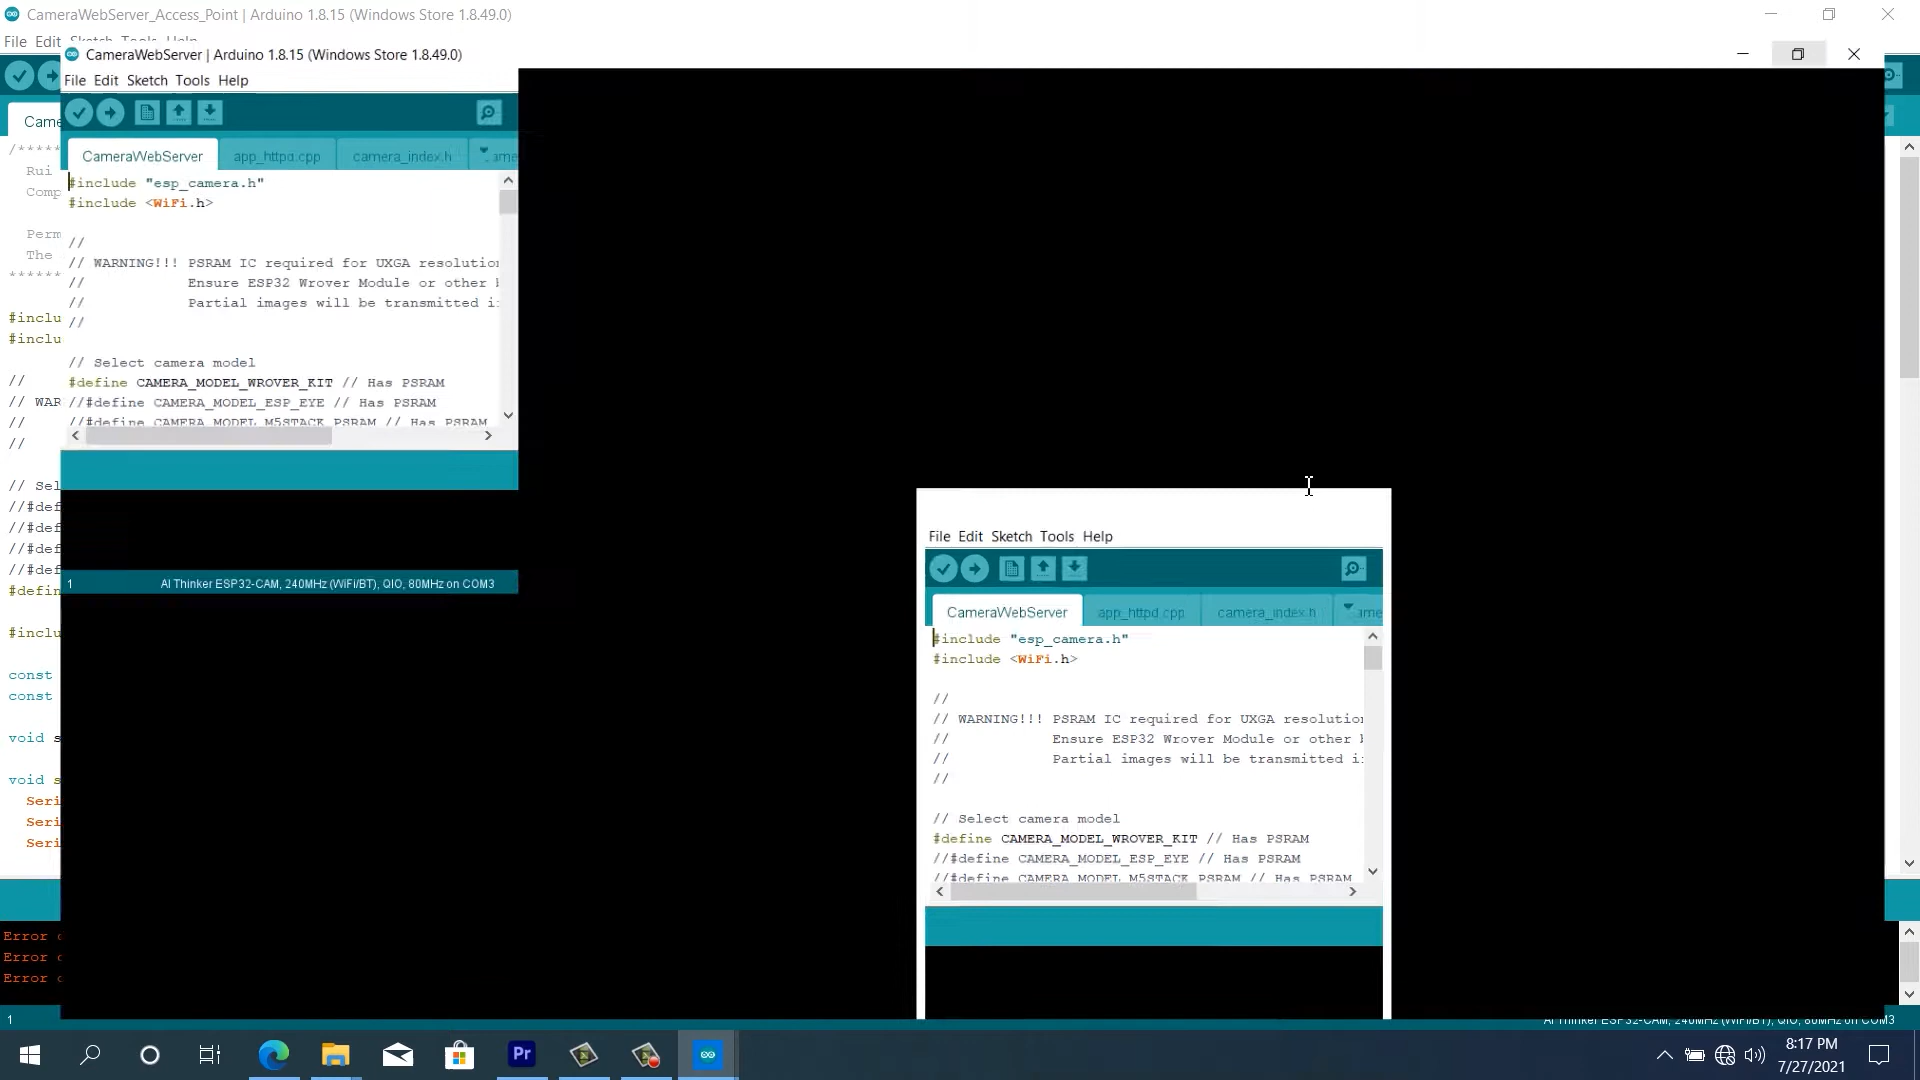 CameraWebServer_Access_Point | Arduino 1.8.15 (Windows Store 1.8.49.0)
File Edit Sketch Tools Help
CameraWebServer | Arduino 1.8.15 (Windows Store 1.8.49.0)
File Edit Sketch Tools Help
CameraWebServer app_httpd.cpp camera_index.h
#include "esp_camera.h"
#include <WiFi.h>
//
// WARNING!!! PSRAM IC required for UXGA resolution
// Ensure ESP32 Wrover Module or other
// Partial images will be transmitted
//
// Select camera model
#define CAMERA_MODEL_WROVER_KIT // Has PSRAM
//#define CAMERA_MODEL_ESP_EYE // Has PSRAM
//#define CAMERA_MODEL_M5STACK_PSRAM // Has PSRAM
1 AI Thinker ESP32-CAM, 240MHz (WiFi/BT), QIO, 80MHz on COM3
Came
/*****
Rui
Comp
Perm
The
******
#inclu
#inclu
//
// WAR
//
//
// Sel
//#def
//#def
//#def
//#def
#defin
#inclu
const
const
void s
void s
Seri
Seri
Seri
Error
Error
Error
1
File Edit Sketch Tools Help
CameraWebServer app_httpd.cpp camera_index.h
#include "esp_camera.h"
#include <WiFi.h>
//
// WARNING!!! PSRAM IC required for UXGA resolution
// Ensure ESP32 Wrover Module or other
// Partial images will be transmitted
//
// Select camera model
#define CAMERA_MODEL_WROVER_KIT // Has PSRAM
//#define CAMERA_MODEL_ESP_EYE // Has PSRAM
//#define CAMERA_MODEL_M5STACK_PSRAM // Has PSRAM
AI Thinker ESP32-CAM, 240MHz (WiFi/BT), QIO, 80MHz on COM3
Pr
8:17 PM
7/27/2021